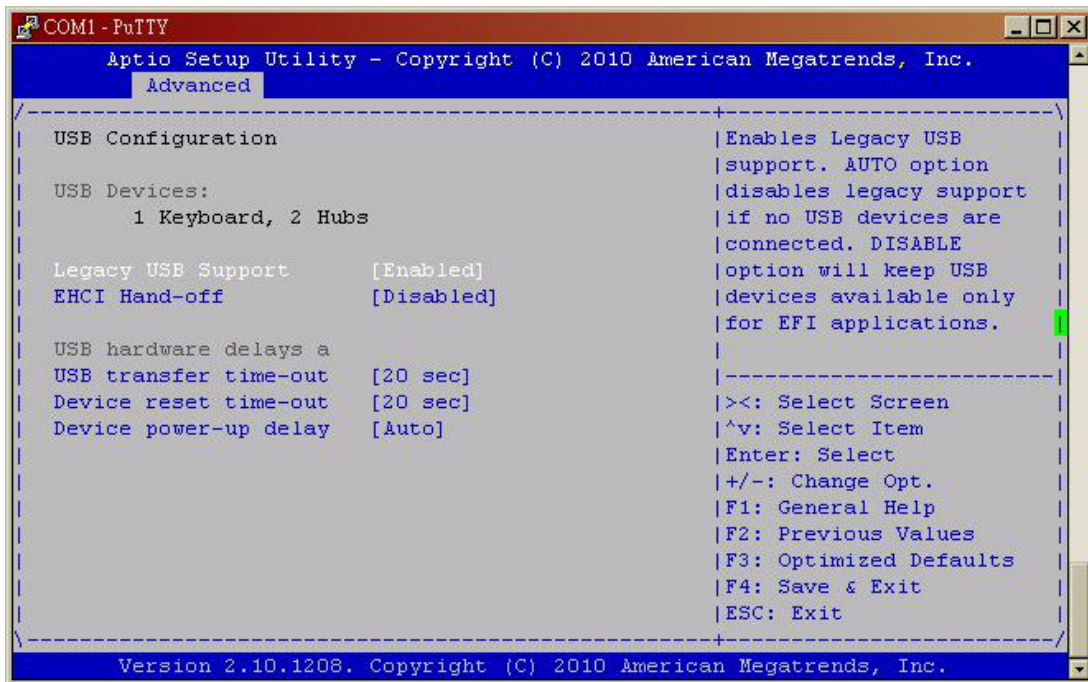 COM1 - PuTTY
Aptio Setup Utility - Copyright (C) 2010 American Megatrends, Inc.
Advanced
USB Configuration
USB Devices:
1 Keyboard, 2 Hubs
Legacy USB Support [Enabled]
EHCI Hand-off [Disabled]
USB hardware delays a
USB transfer time-out [20 sec]
Device reset time-out [20 sec]
Device power-up delay [Auto]
Enables Legacy USB
support. AUTO option
disables legacy support
if no USB devices are
connected. DISABLE
option will keep USB
devices available only
for EFI applications.
><: Select Screen
^v: Select Item
Enter: Select
+/-: Change Opt.
F1: General Help
F2: Previous Values
F3: Optimized Defaults
F4: Save & Exit
ESC: Exit
Version 2.10.1208. Copyright (C) 2010 American Megatrends, Inc.